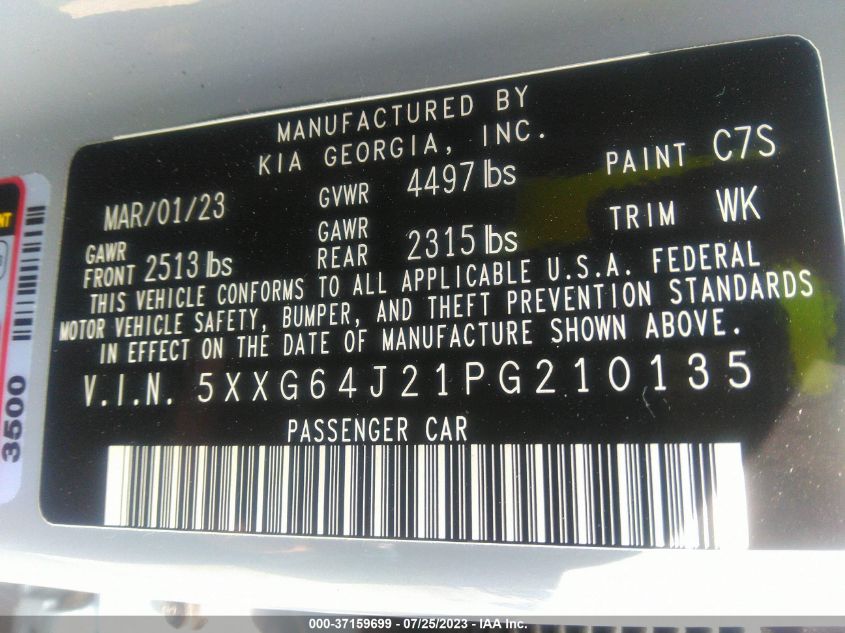 MANUFACTURED BY
KIA GEORGIA, INC.
MAR/01/23 GVWR 4497 lbs PAINT C7S
GAWR FRONT 2513 lbs GAWR REAR 2315 lbs TRIM WK
THIS VEHICLE CONFORMS TO ALL APPLICABLE U.S.A. FEDERAL
MOTOR VEHICLE SAFETY, BUMPER, AND THEFT PREVENTION STANDARDS
IN EFFECT ON THE DATE OF MANUFACTURE SHOWN ABOVE.
V.I.N. 5XXG64J21PG210135
PASSENGER CAR
3500
000-37159699 - 07/25/2023 - IAA Inc.